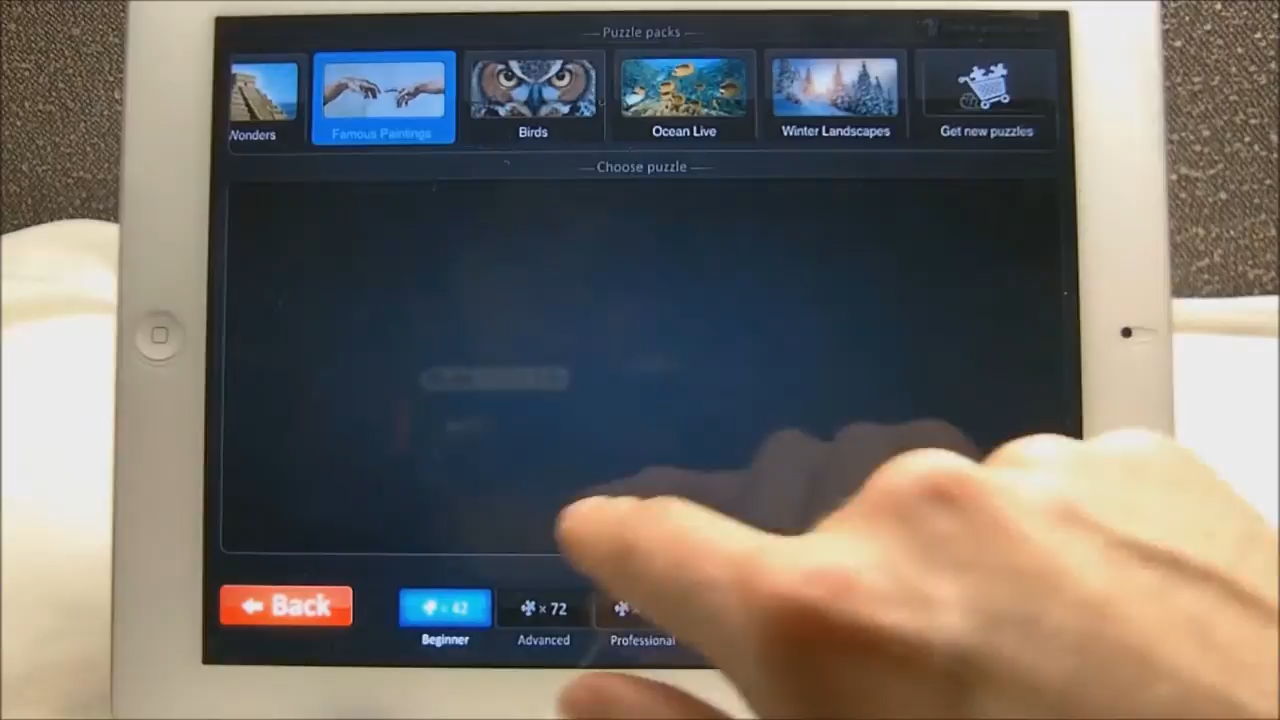 Puzzle packs
Wonders
Famous Paintings
Birds
Ocean Live
Winter Landscapes
Get new puzzles
Choose puzzle
Back
× 42
× 72
×
Beginner
Advanced
Professional